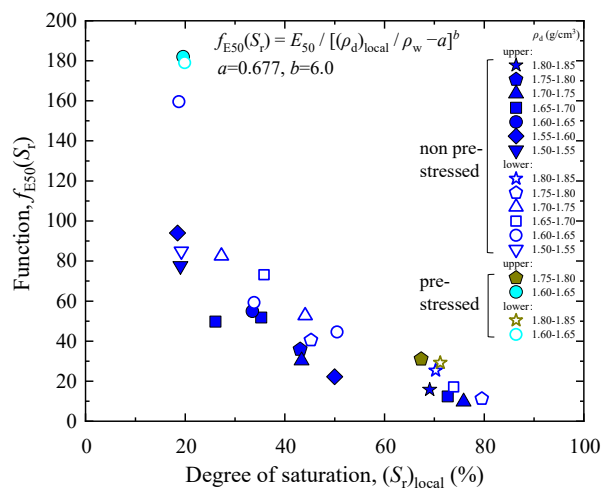 f_E50(S_r) = E_50 / [(ρ_d)_local / ρ_w −a]^b
a=0.677, b=6.0
ρ_d (g/cm³)
upper:
1.80-1.85
1.75-1.80
1.70-1.75
1.65-1.70
1.60-1.65
1.55-1.60
1.50-1.55
non pre-
stressed
lower:
1.80-1.85
1.75-1.80
1.70-1.75
1.65-1.70
1.60-1.65
1.50-1.55
upper:
1.75-1.80
1.60-1.65
pre-
stressed
lower:
1.80-1.85
1.60-1.65
Function, f_E50(S_r)
200
180
160
140
120
100
80
60
40
20
0
0 20 40 60 80 100
Degree of saturation, (S_r)_local (%)